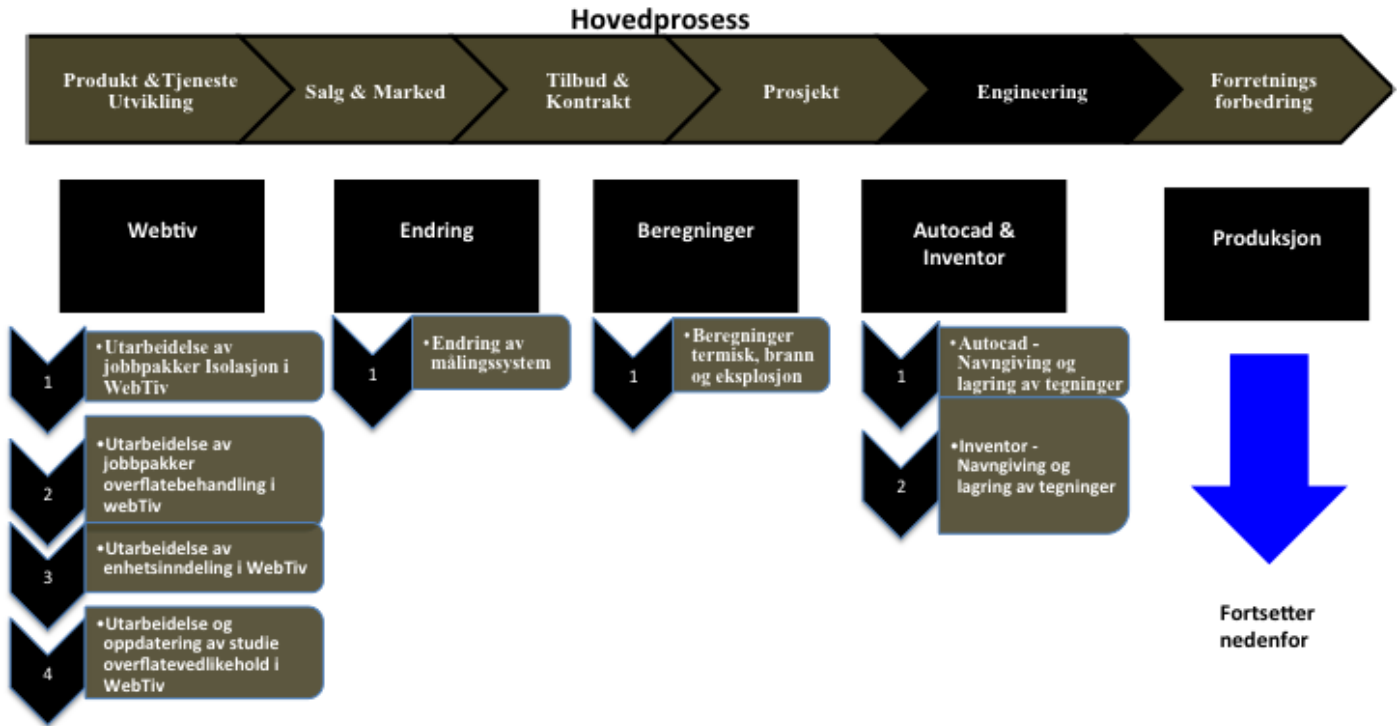 Hovedprosess
Produkt &Tjeneste
Utvikling
Salg & Marked
Tilbud &
Kontrakt
Prosjekt
Engineering
Forretnings
forbedring
Webtiv
Endring
Beregninger
Autocad &
Inventor
Produksjon
1
•Utarbeidelse av
jobbpakker Isolasjon i
WebTiv
2
•Utarbeidelse av
jobbpakker
overflatebehandling i
webTiv
3
•Utarbeidelse av
enhetsinndeling i WebTiv
4
•Utarbeidelse og
oppdatering av studie
overflatevedlikehold i
WebTiv
1
•Endring av
målingssystem
1
•Beregninger
termisk, brann
og eksplosjon
1
•Autocad -
Navngiving og
lagring av tegninger
2
•Inventor -
Navngiving og
lagring av tegninger
Fortsetter
nedenfor